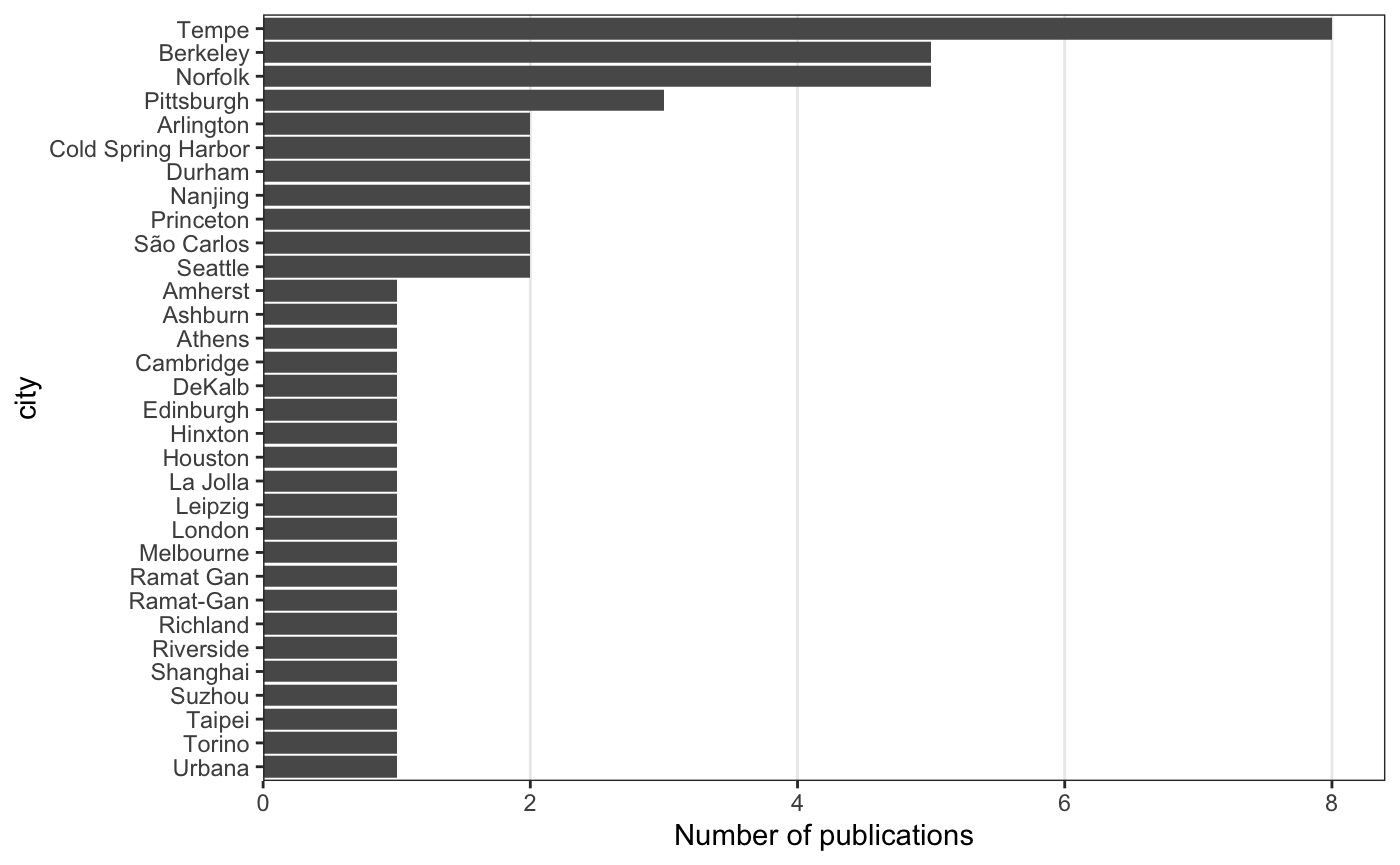 Tempe
Berkeley
Norfolk
Pittsburgh
Arlington
Cold Spring Harbor
Durham
Nanjing
Princeton
São Carlos
Seattle
Amherst
Ashburn
Athens
Cambridge
DeKalb
Edinburgh
Hinxton
Houston
La Jolla
Leipzig
London
Melbourne
Ramat Gan
Ramat-Gan
Richland
Riverside
Shanghai
Suzhou
Taipei
Torino
Urbana
city
0 2 4 6 8
Number of publications